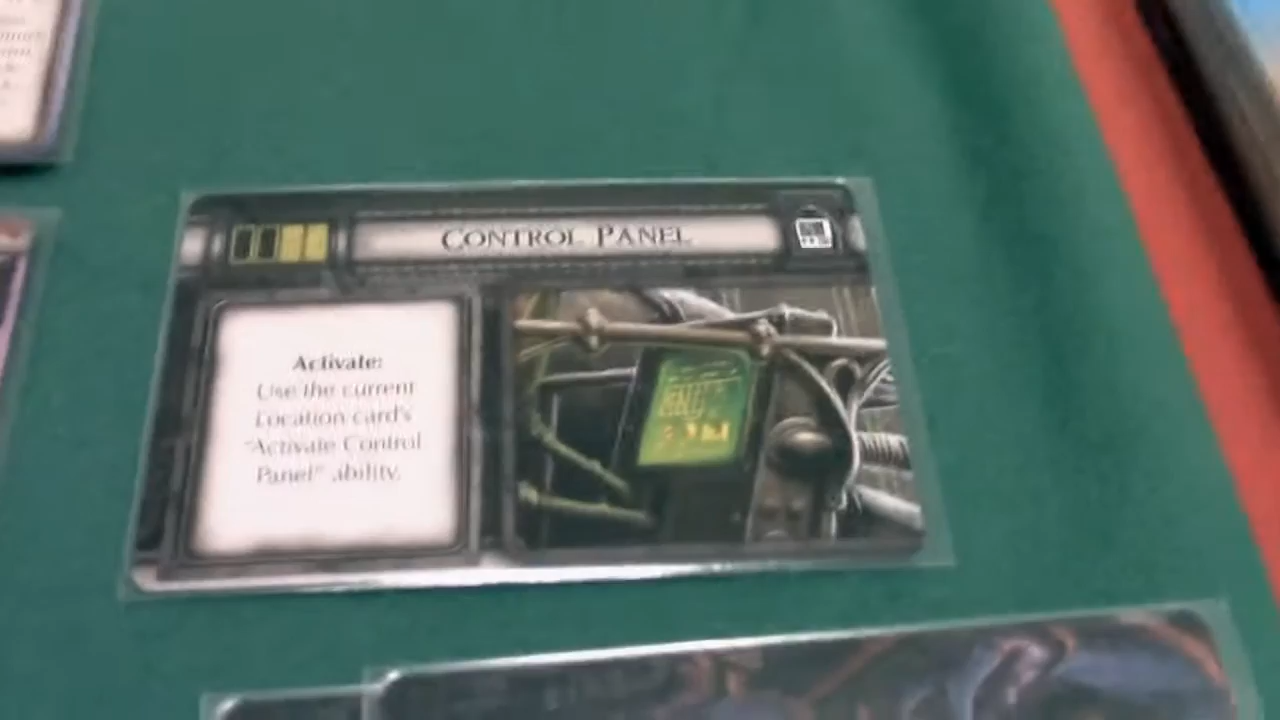 CONTROL PANEL
Activate:
Use the current
Location card's
"Activate Control
Panel" ability.